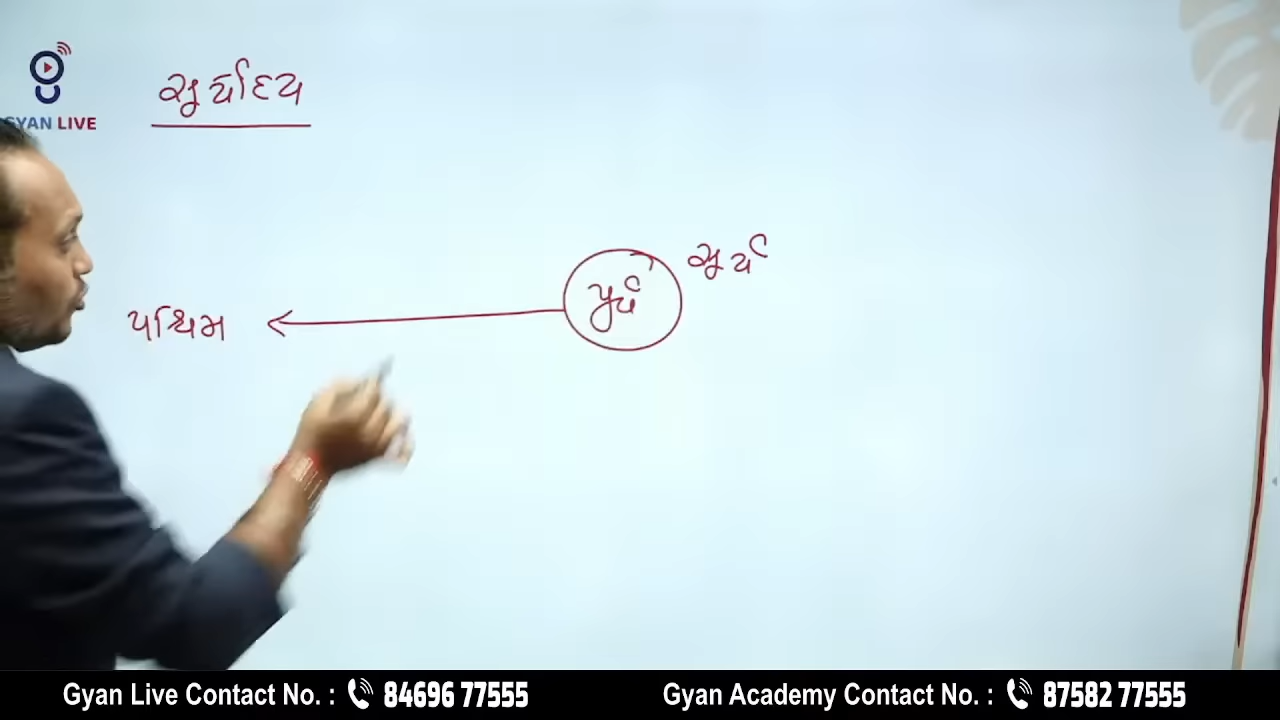 GYAN LIVE
સૂર્યોદય
સૂર્ય
પૂર્વ
પશ્ચિમ
Gyan Live Contact No. : 84696 77555
Gyan Academy Contact No. : 87582 77555